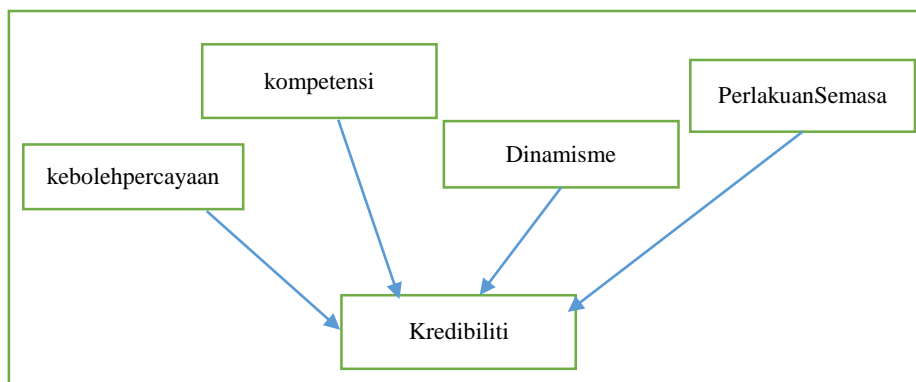 kompetensi
PerlakuanSemasa
Dinamisme
kebolehpercayaan
Kredibiliti